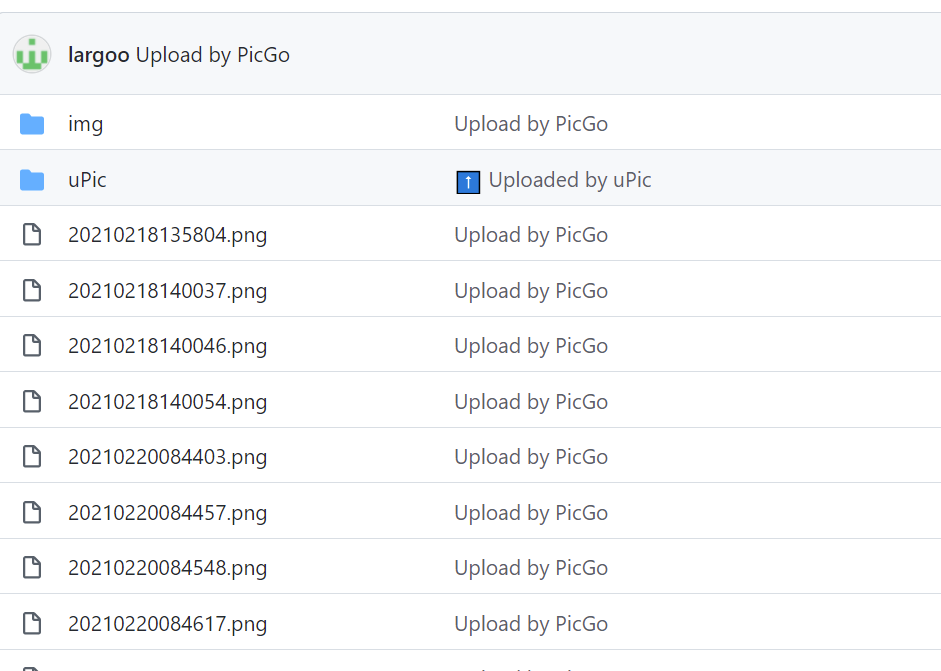 largoo Upload by PicGo
img Upload by PicGo
uPic ⬆ Uploaded by uPic
20210218135804.png Upload by PicGo
20210218140037.png Upload by PicGo
20210218140046.png Upload by PicGo
20210218140054.png Upload by PicGo
20210220084403.png Upload by PicGo
20210220084457.png Upload by PicGo
20210220084548.png Upload by PicGo
20210220084617.png Upload by PicGo